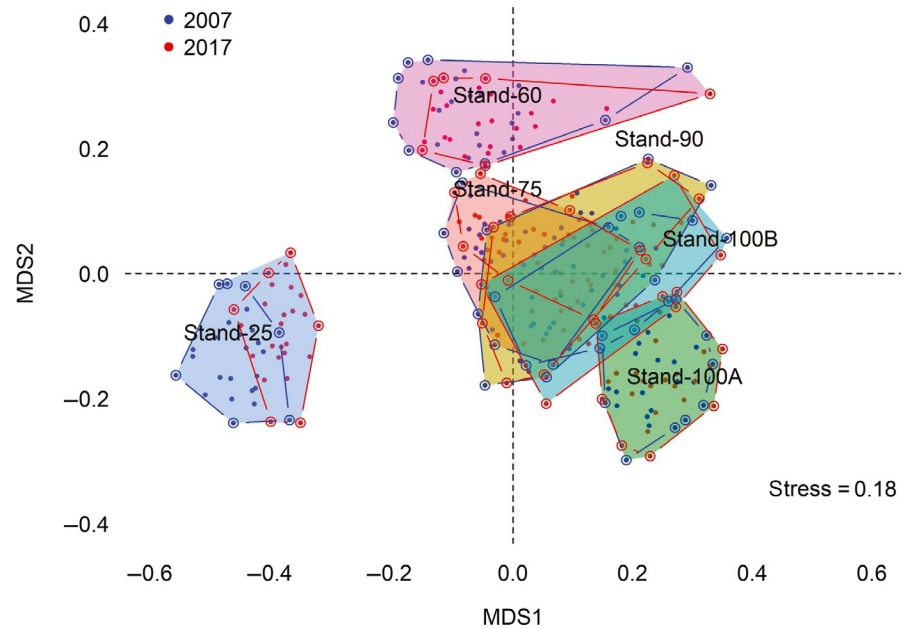 0.4
2007
2017
Stand-60
Stand-90
0.2
Stand-75
Stand-100B
0.0
Stand-25
Stand-100A
–0.2
Stress = 0.18
–0.4
–0.6
–0.4
–0.2
0.0
0.2
0.4
0.6
MDS1
MDS2